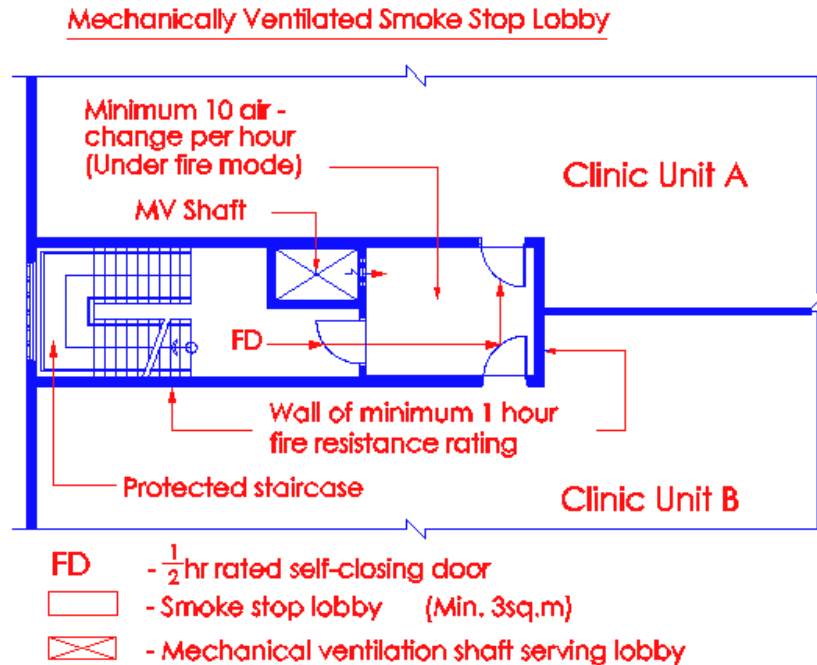 Mechanically Ventilated Smoke Stop Lobby
Minimum 10 air -
change per hour
(Under fire mode)
Clinic Unit A
MV Shaft
FD
Wall of minimum 1 hour
fire resistance rating
Protected staircase
Clinic Unit B
FD - 1/2 hr rated self-closing door
- Smoke stop lobby (Min. 3sq.m)
- Mechanical ventilation shaft serving lobby